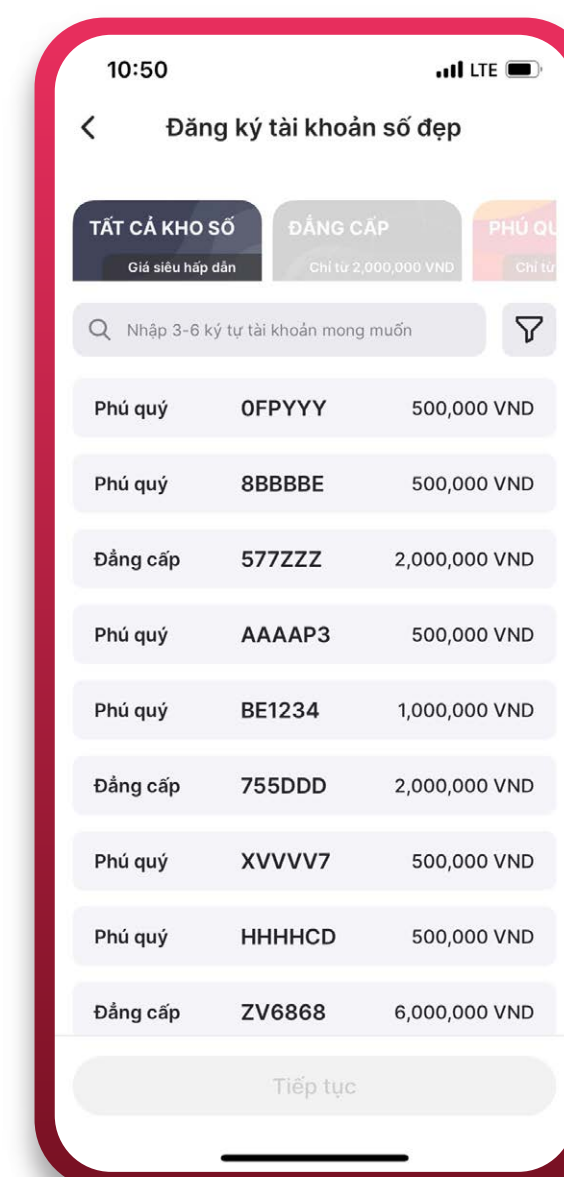 10:50 LTE
Đăng ký tài khoản số đẹp
TẤT CẢ KHO SỐ ĐẲNG CẤP PHÚ QU
Giá siêu hấp dẫn Chỉ từ 2,000,000 VND Chỉ từ
Nhập 3-6 ký tự tài khoản mong muốn
Phú quý 0FPYYY 500,000 VND
Phú quý 8BBBBE 500,000 VND
Đẳng cấp 577ZZZ 2,000,000 VND
Phú quý AAAAP3 500,000 VND
Phú quý BE1234 1,000,000 VND
Đẳng cấp 755DDD 2,000,000 VND
Phú quý XVVVV7 500,000 VND
Phú quý HHHHCD 500,000 VND
Đẳng cấp ZV6868 6,000,000 VND
Tiếp tục